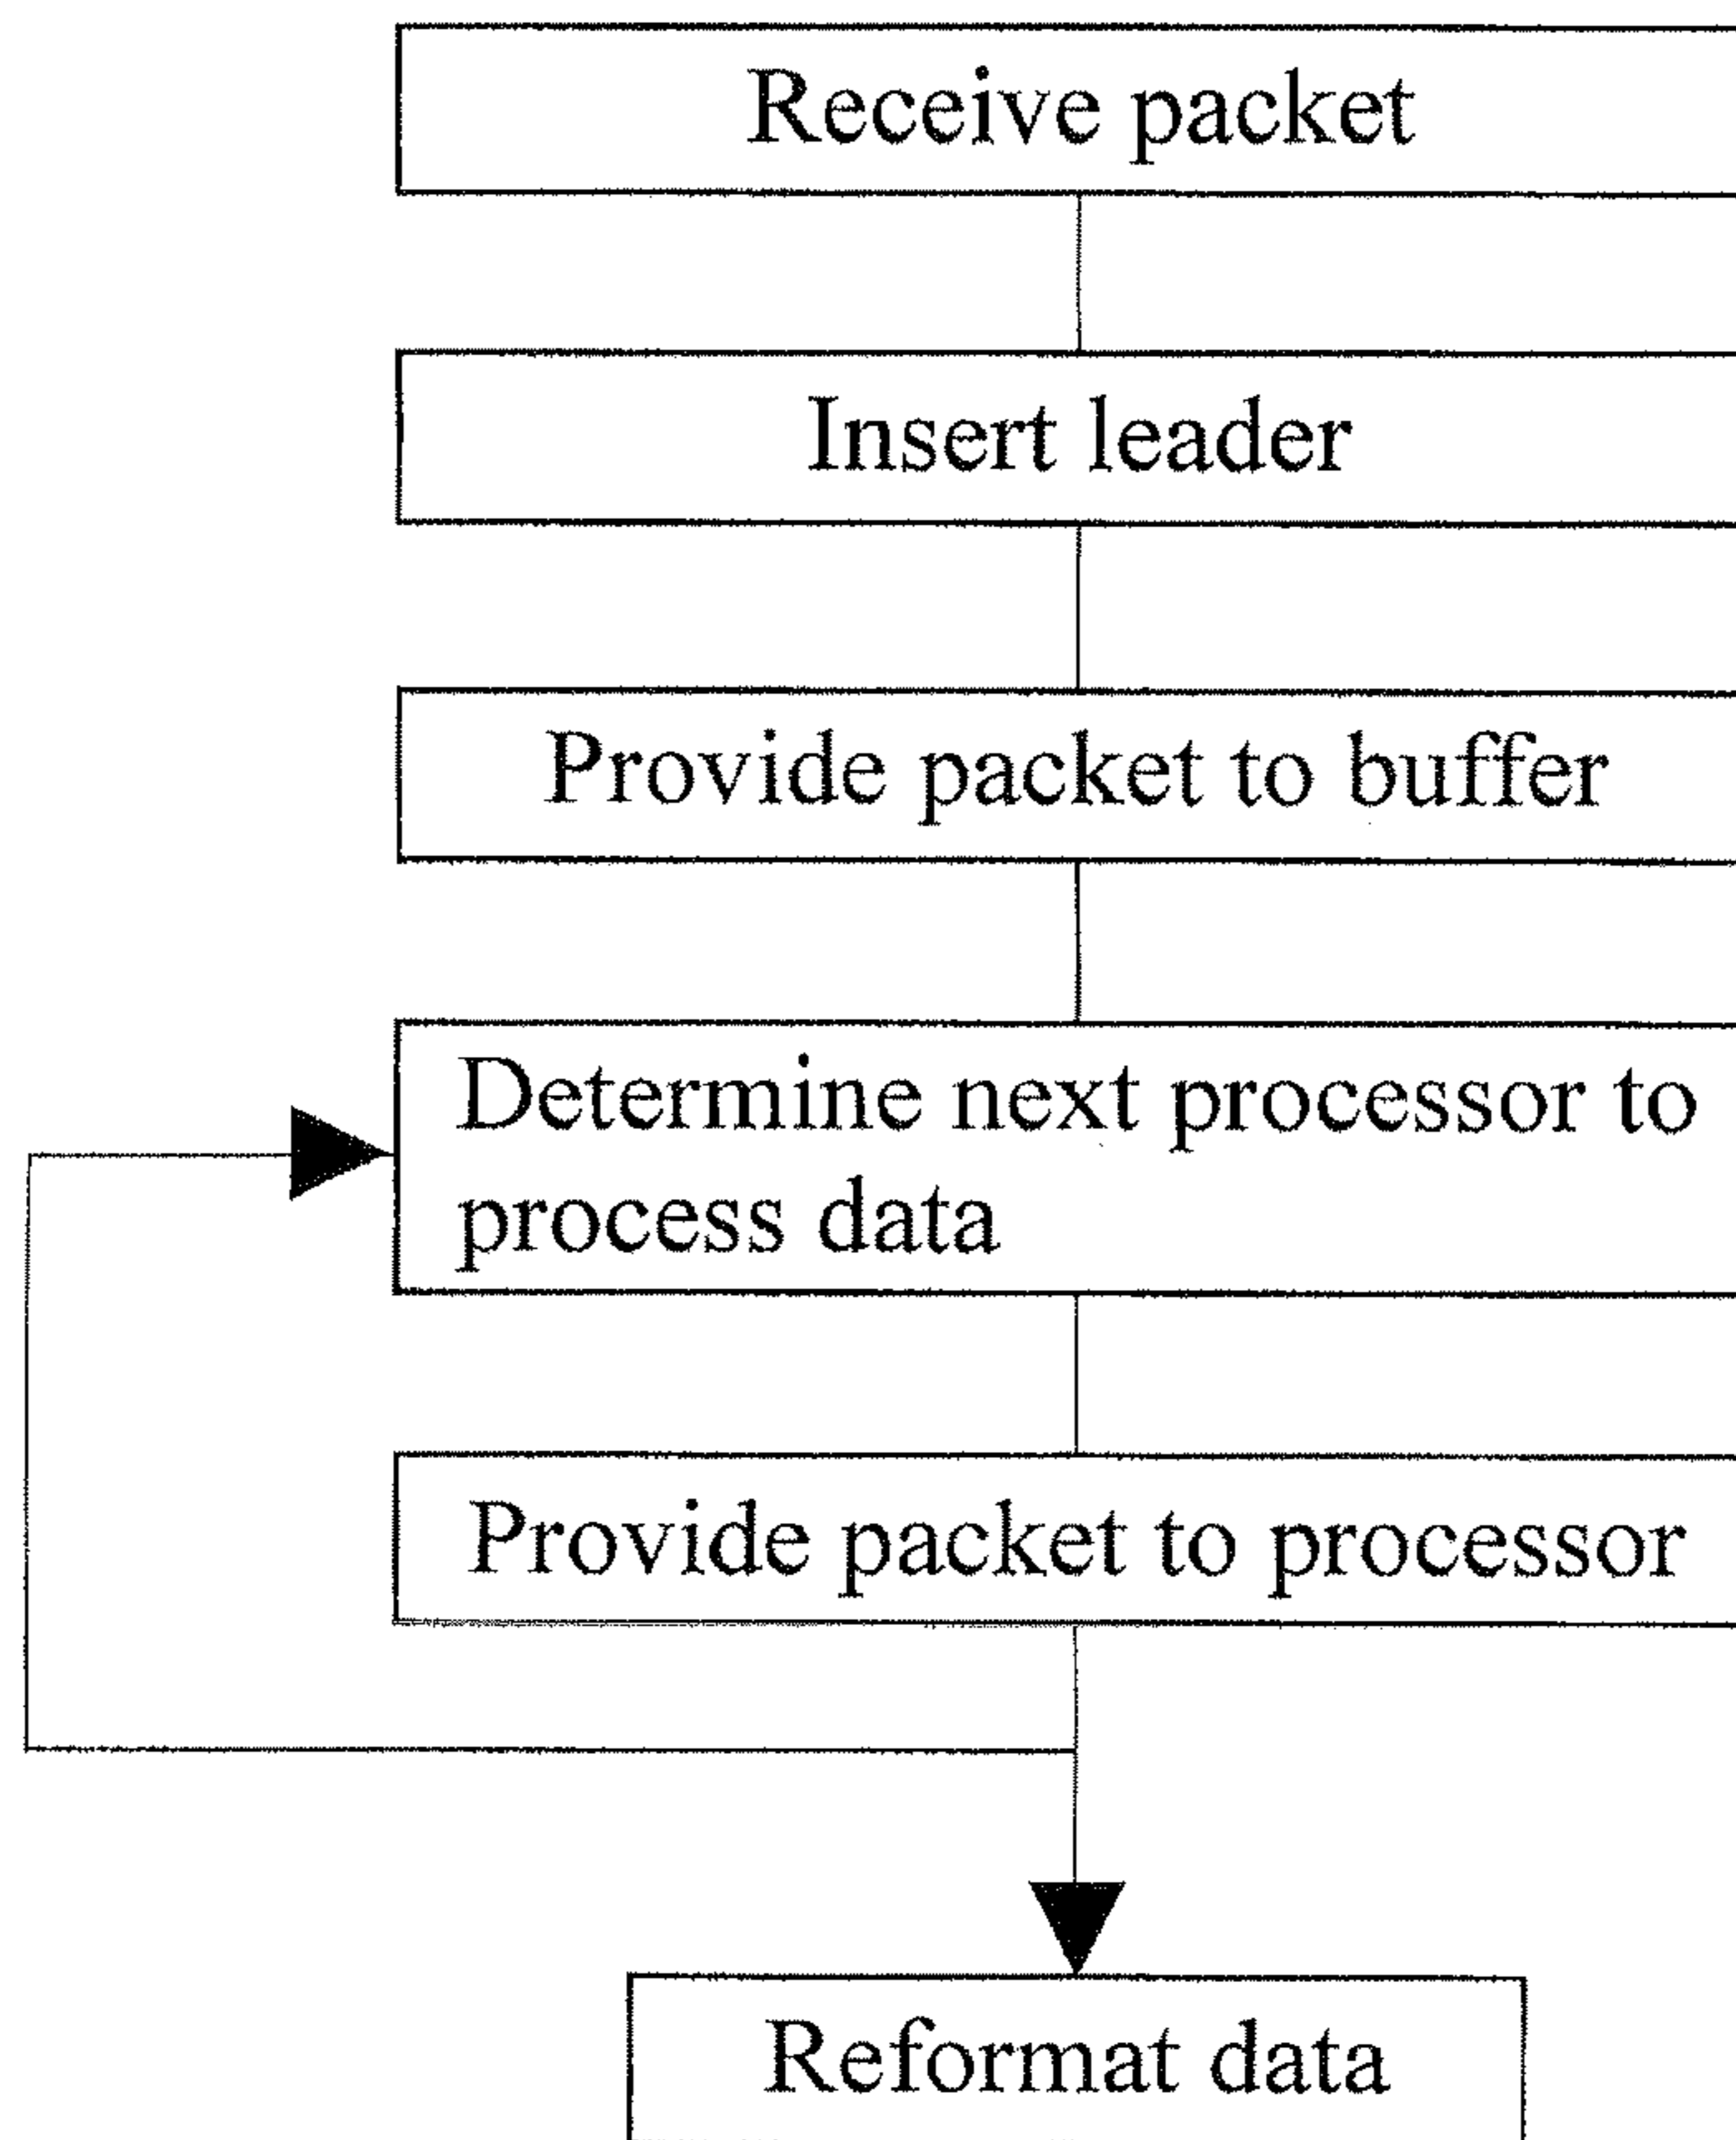 Receive packet
Insert leader
Provide packet to buffer
Determine next processor to
process data
Provide packet to processor
Reformat data